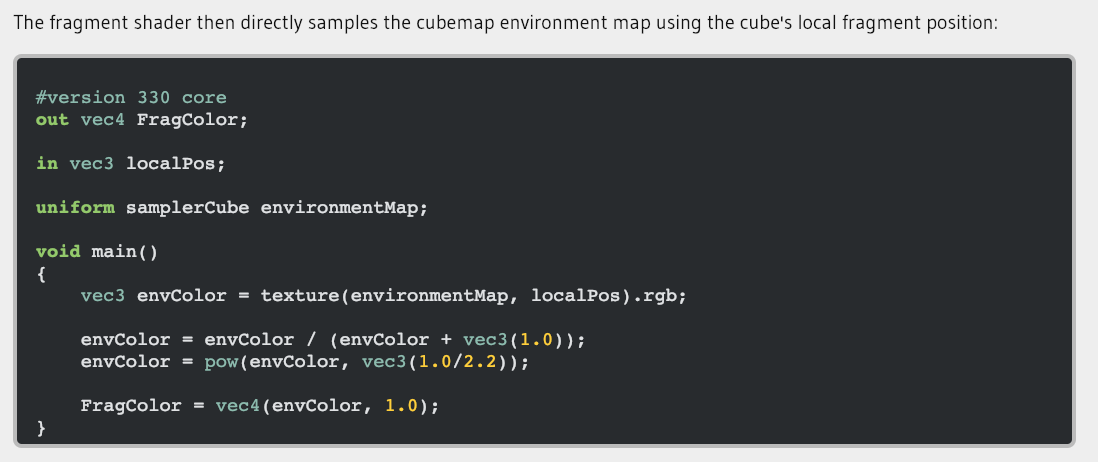 The fragment shader then directly samples the cubemap environment map using the cube's local fragment position:
#version 330 core
out vec4 FragColor;
in vec3 localPos;
uniform samplerCube environmentMap;
void main()
{
    vec3 envColor = texture(environmentMap, localPos).rgb;
    envColor = envColor / (envColor + vec3(1.0));
    envColor = pow(envColor, vec3(1.0/2.2));
    FragColor = vec4(envColor, 1.0);
}